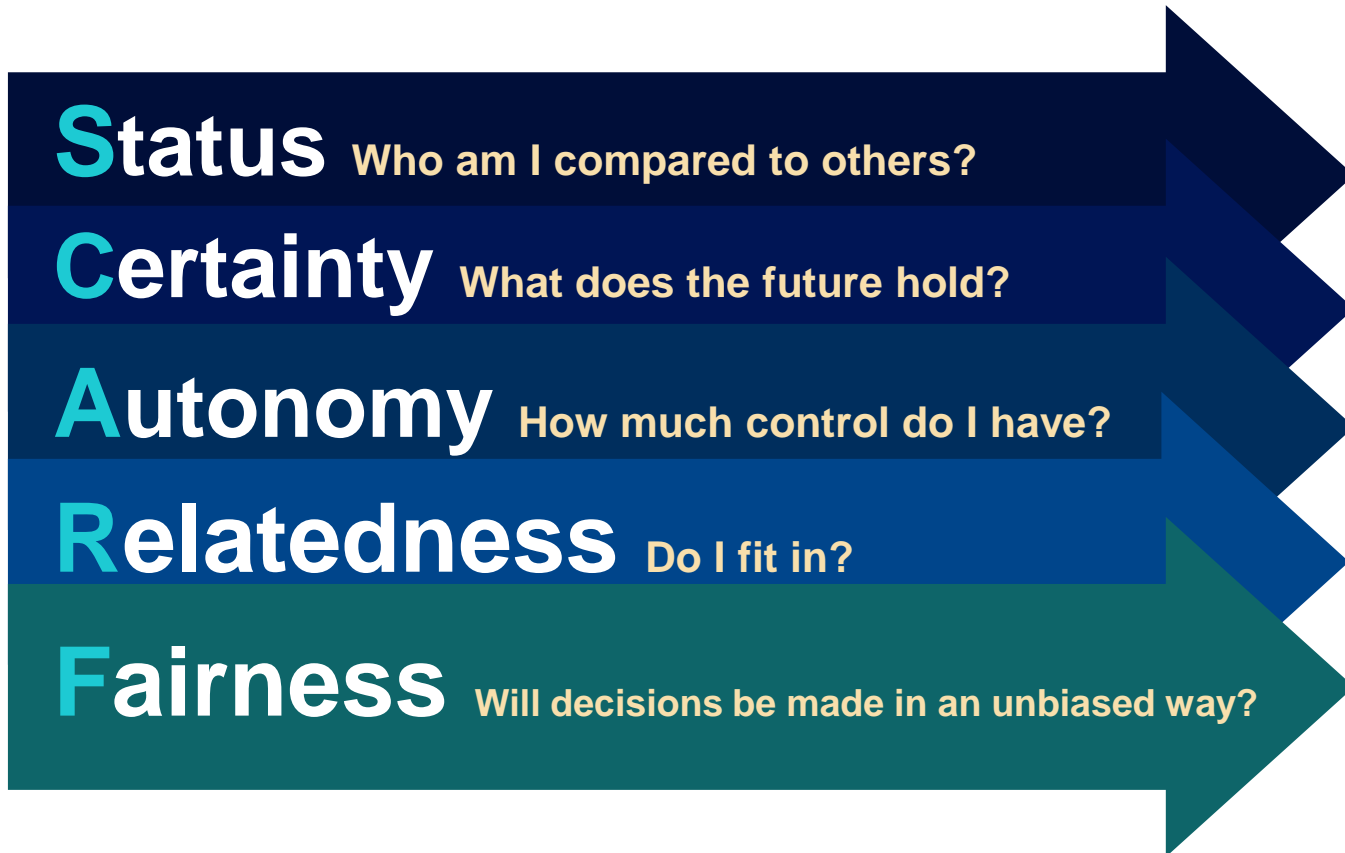 Status Who am I compared to others?
Certainty What does the future hold?
Autonomy How much control do I have?
Relatedness Do I fit in?
Fairness Will decisions be made in an unbiased way?